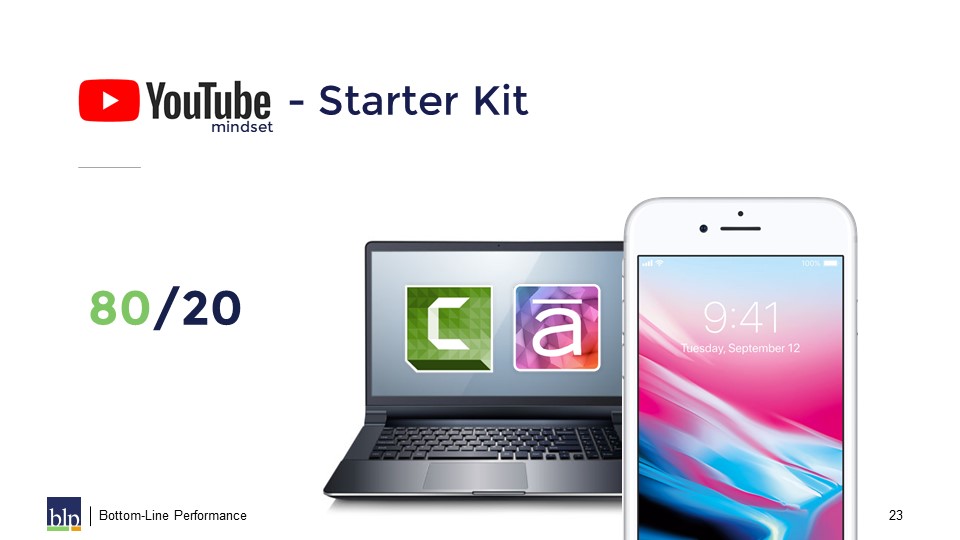 YouTube - Starter Kit
mindset
80/20
C ā
100%
9:41
Tuesday, September 12
blp Bottom-Line Performance
23